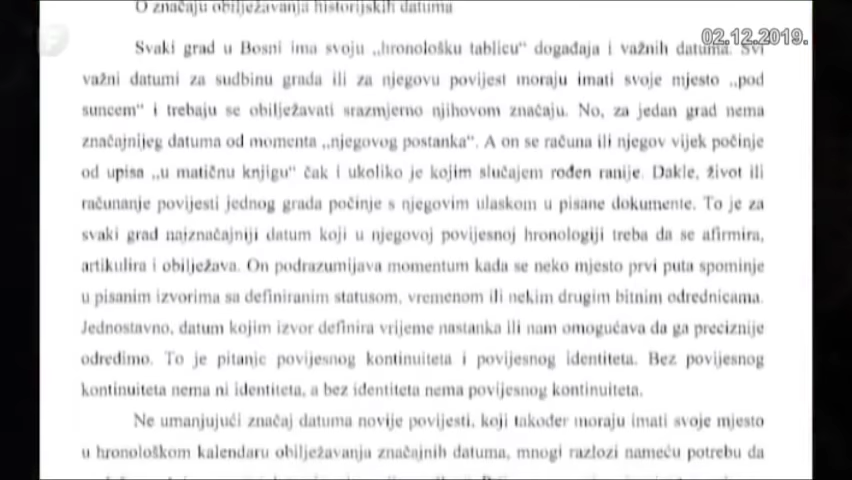 O značaju obilježavanja historijskih datuma
02.12.2019.
Svaki grad u Bosni ima svoju „hronološku tablicu“ događaja i važnih datuma. Svi
važni datumi za sudbinu grada ili za njegovu povijest moraju imati svoje mjesto „pod
suncem“ i trebaju se obilježavati srazmjerno njihovom značaju. No, za jedan grad nema
značajnijeg datuma od momenta „njegovog postanka“. A on se računa ili njegov vijek počinje
od upisa „u matičnu knjigu“ čak i ukoliko je kojim slučajem rođen ranije. Dakle, život ili
računanje povijesti jednog grada počinje s njegovim ulaskom u pisane dokumente. To je za
svaki grad najznačajniji datum koji u njegovoj povijesnoj hronologiji treba da se afirmira,
artikulira i obilježava. On podrazumijava momentum kada se neko mjesto prvi puta spominje
u pisanim izvorima sa definiranim statusom, vremenom ili nekim drugim bitnim odrednicama.
Jednostavno, datum kojim izvor definira vrijeme nastanka ili nam omogućava da ga preciznije
odredimo. To je pitanje povijesnog kontinuiteta i povijesnog identiteta. Bez povijesnog
kontinuiteta nema ni identiteta, a bez identiteta nema povijesnog kontinuiteta.
Ne umanjujući značaj datuma novije povijesti, koji također moraju imati svoje mjesto
u hronološkom kalendaru obilježavanja značajnih datuma, mnogi razlozi nameću potrebu da